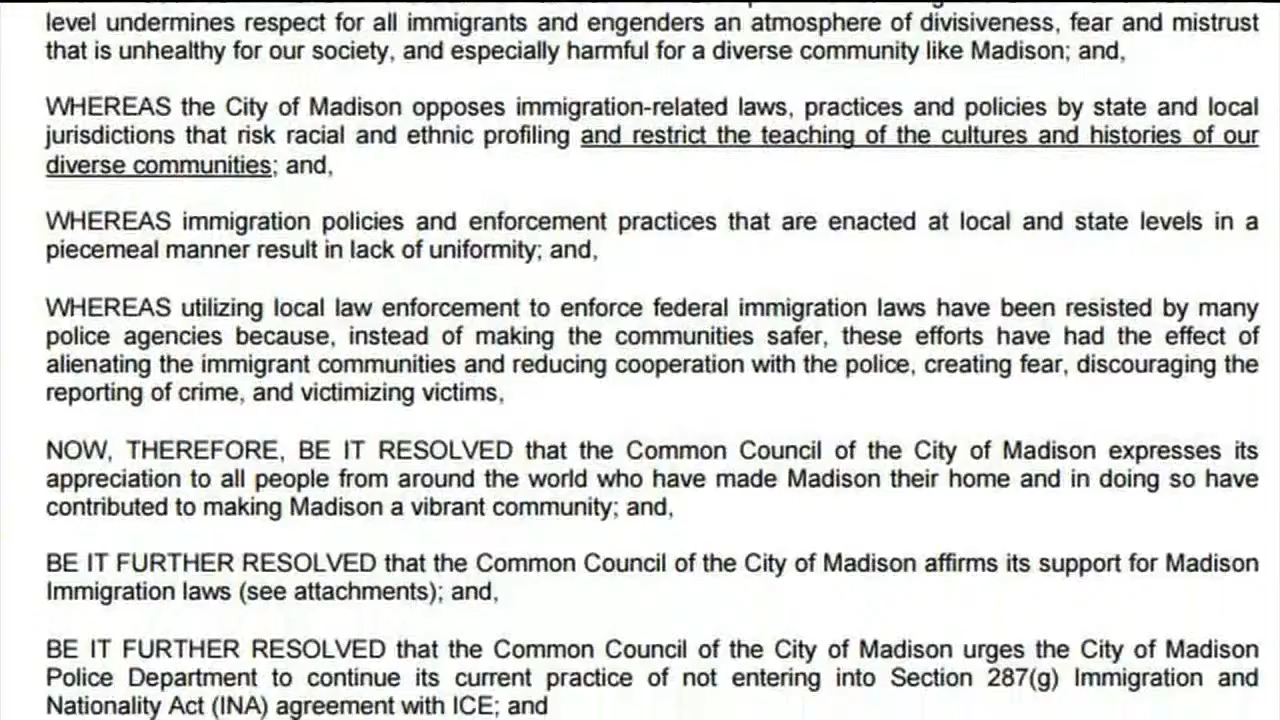 level undermines respect for all immigrants and engenders an atmosphere of divisiveness, fear and mistrust
that is unhealthy for our society, and especially harmful for a diverse community like Madison; and,
WHEREAS the City of Madison opposes immigration-related laws, practices and policies by state and local
jurisdictions that risk racial and ethnic profiling and restrict the teaching of the cultures and histories of our
diverse communities; and,
WHEREAS immigration policies and enforcement practices that are enacted at local and state levels in a
piecemeal manner result in lack of uniformity; and,
WHEREAS utilizing local law enforcement to enforce federal immigration laws have been resisted by many
police agencies because, instead of making the communities safer, these efforts have had the effect of
alienating the immigrant communities and reducing cooperation with the police, creating fear, discouraging the
reporting of crime, and victimizing victims,
NOW, THEREFORE, BE IT RESOLVED that the Common Council of the City of Madison expresses its
appreciation to all people from around the world who have made Madison their home and in doing so have
contributed to making Madison a vibrant community; and,
BE IT FURTHER RESOLVED that the Common Council of the City of Madison affirms its support for Madison
Immigration laws (see attachments); and,
BE IT FURTHER RESOLVED that the Common Council of the City of Madison urges the City of Madison
Police Department to continue its current practice of not entering into Section 287(g) Immigration and
Nationality Act (INA) agreement with ICE; and